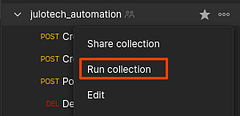 julotech_automation
POST Cr
Share collection
POST Cr
Run collection
POST Po
DEL De
Edit